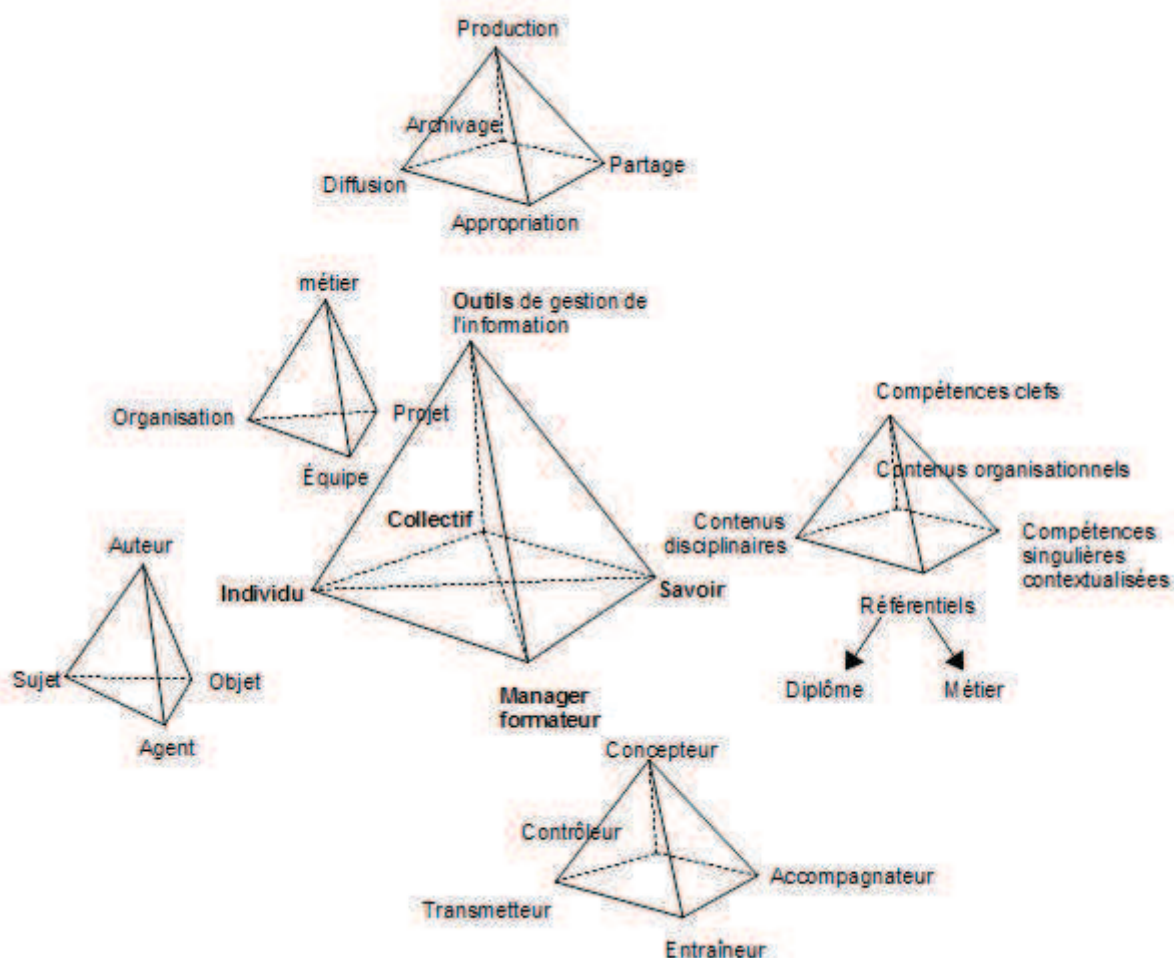 Production
Archivage
Partage
Diffusion
Appropriation
métier
Outils de gestion de
l'information
Organisation
Projet
Équipe
Compétences clefs
Contenus organisationnels
Collectif
Contenus
disciplinaires
Compétences
singulières
contextualisées
Auteur
Individu
Savoir
Référentiels
Sujet
Objet
Diplôme
Métier
Agent
Manager
formateur
Concepteur
Contrôleur
Accompagnateur
Transmetteur
Entraîneur